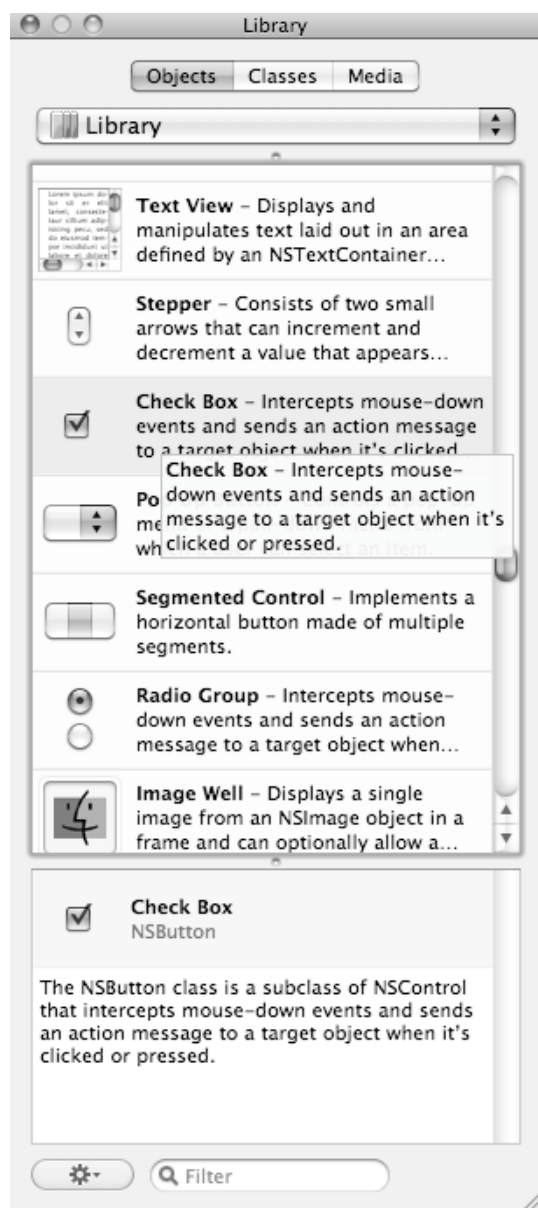 Library
Objects Classes Media
Library
Text View – Displays and
manipulates text laid out in an area
defined by an NSTextContainer...
Stepper – Consists of two small
arrows that can increment and
decrement a value that appears...
Check Box – Intercepts mouse-down
events and sends an action message
to a target object when it's clicked
Check Box – Intercepts mouse-
down events and sends an action
message to a target object when it's
clicked or pressed.
Segmented Control – Implements a
horizontal button made of multiple
segments.
Radio Group – Intercepts mouse-
down events and sends an action
message to a target object when...
Image Well – Displays a single
image from an NSImage object in a
frame and can optionally allow a...
Check Box
NSButton
The NSButton class is a subclass of NSControl
that intercepts mouse-down events and sends
an action message to a target object when it's
clicked or pressed.
Filter